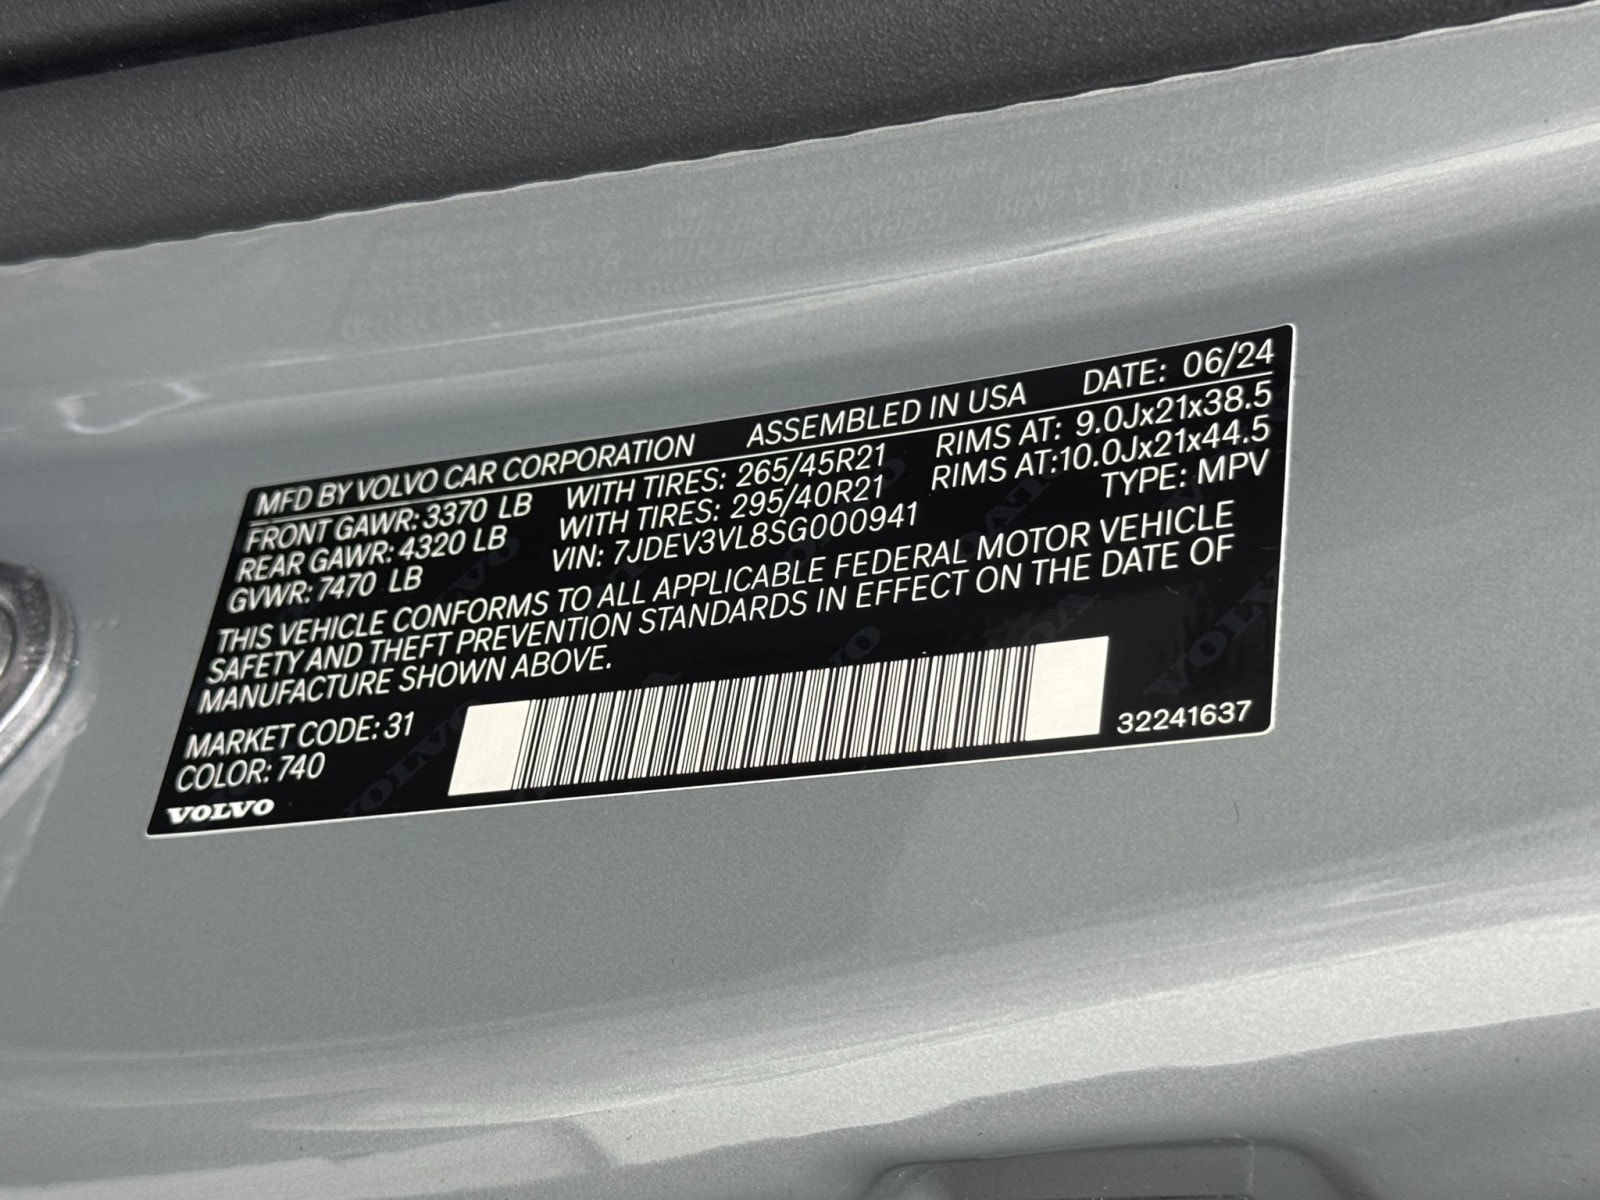 MFD BY VOLVO CAR CORPORATION ASSEMBLED IN USA DATE: 06/24
FRONT GAWR: 3370 LB WITH TIRES: 265/45R21 RIMS AT: 9.0Jx21x38.5
REAR GAWR: 4320 LB WITH TIRES: 295/40R21 RIMS AT:10.0Jx21x44.5
GVWR: 7470 LB VIN: 7JDEV3VL8SG000941 TYPE: MPV
THIS VEHICLE CONFORMS TO ALL APPLICABLE FEDERAL MOTOR VEHICLE
SAFETY AND THEFT PREVENTION STANDARDS IN EFFECT ON THE DATE OF
MANUFACTURE SHOWN ABOVE.
MARKET CODE: 31
COLOR: 740
32241637
VOLVO